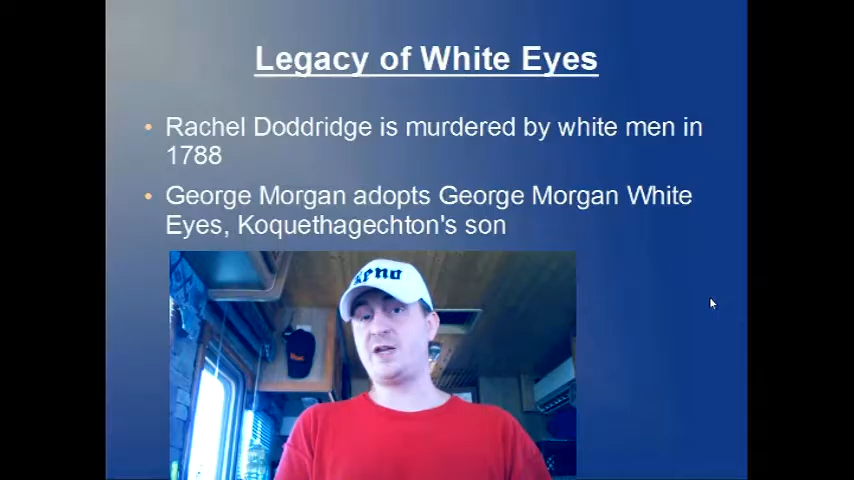 Legacy of White Eyes
• Rachel Doddridge is murdered by white men in
1788
• George Morgan adopts George Morgan White
Eyes, Koquethagechton's son
Reno